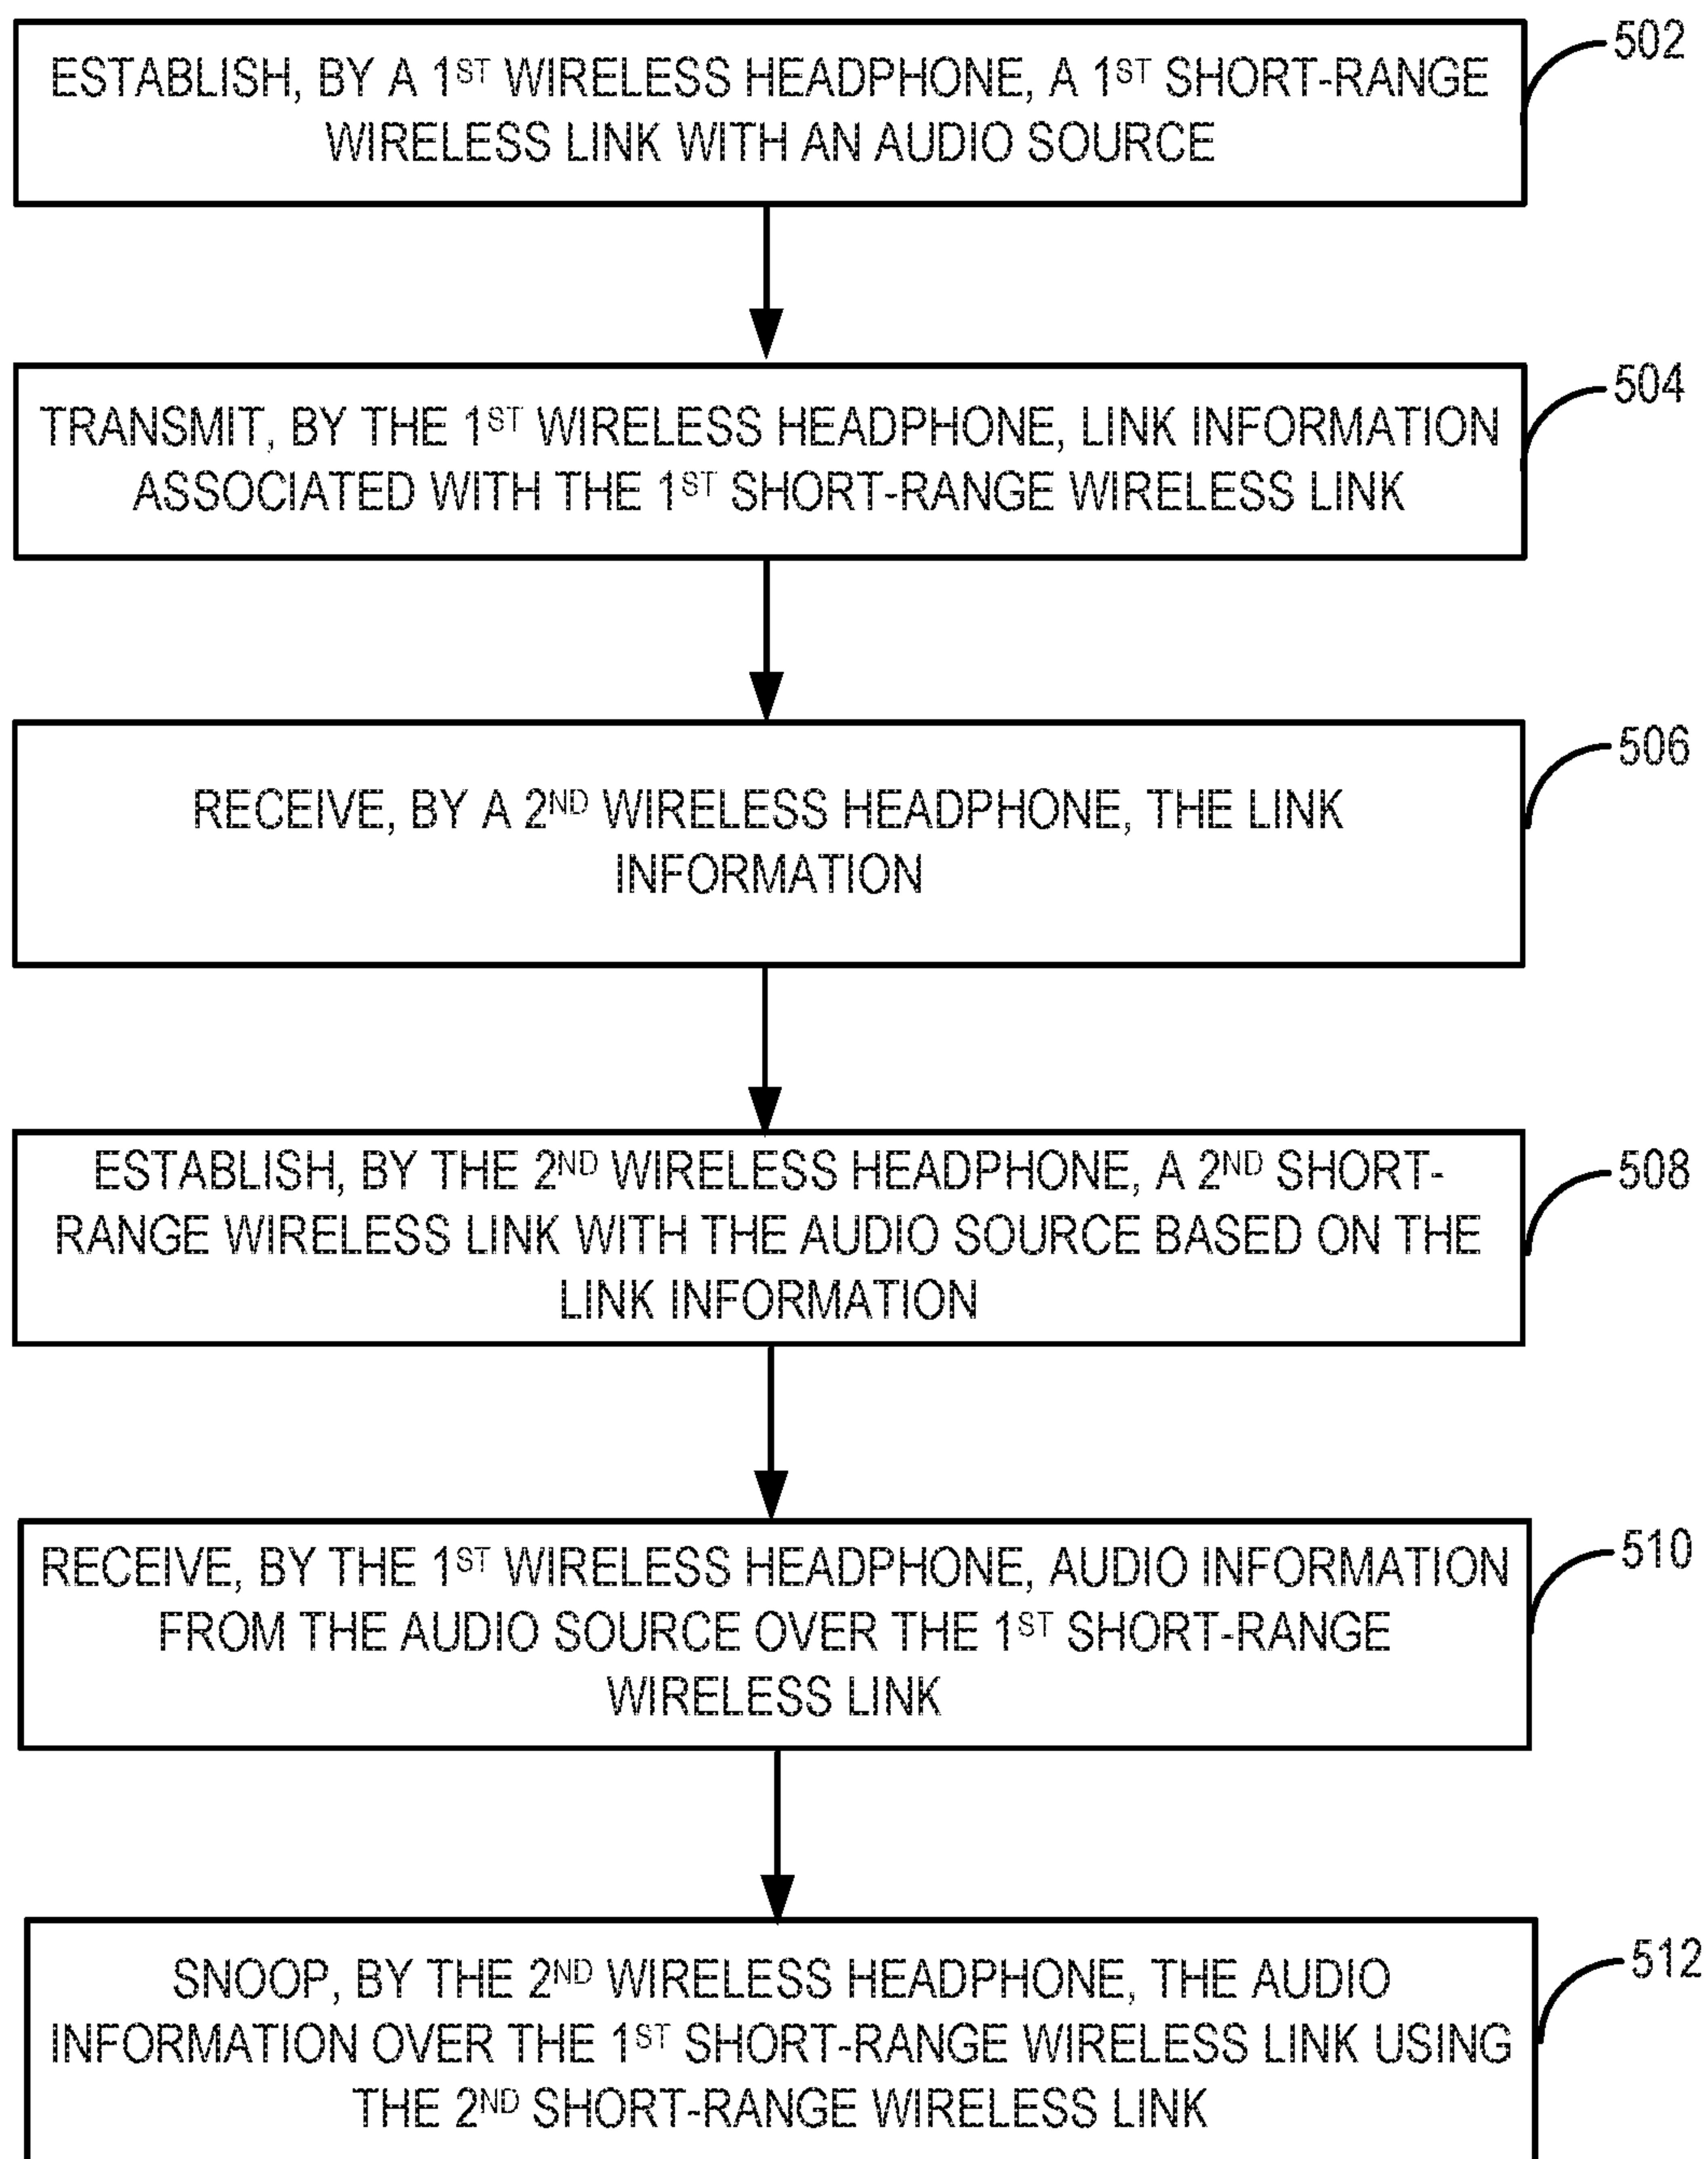 502
ESTABLISH, BY A 1ST WIRELESS HEADPHONE, A 1ST SHORT-RANGE
WIRELESS LINK WITH AN AUDIO SOURCE
504
TRANSMIT, BY THE 1ST WIRELESS HEADPHONE, LINK INFORMATION
ASSOCIATED WITH THE 1ST SHORT-RANGE WIRELESS LINK
506
RECEIVE, BY A 2ND WIRELESS HEADPHONE, THE LINK
INFORMATION
508
ESTABLISH, BY THE 2ND WIRELESS HEADPHONE, A 2ND SHORT-
RANGE WIRELESS LINK WITH THE AUDIO SOURCE BASED ON THE
LINK INFORMATION
510
RECEIVE, BY THE 1ST WIRELESS HEADPHONE, AUDIO INFORMATION
FROM THE AUDIO SOURCE OVER THE 1ST SHORT-RANGE
WIRELESS LINK
512
SNOOP, BY THE 2ND WIRELESS HEADPHONE, THE AUDIO
INFORMATION OVER THE 1ST SHORT-RANGE WIRELESS LINK USING
THE 2ND SHORT-RANGE WIRELESS LINK